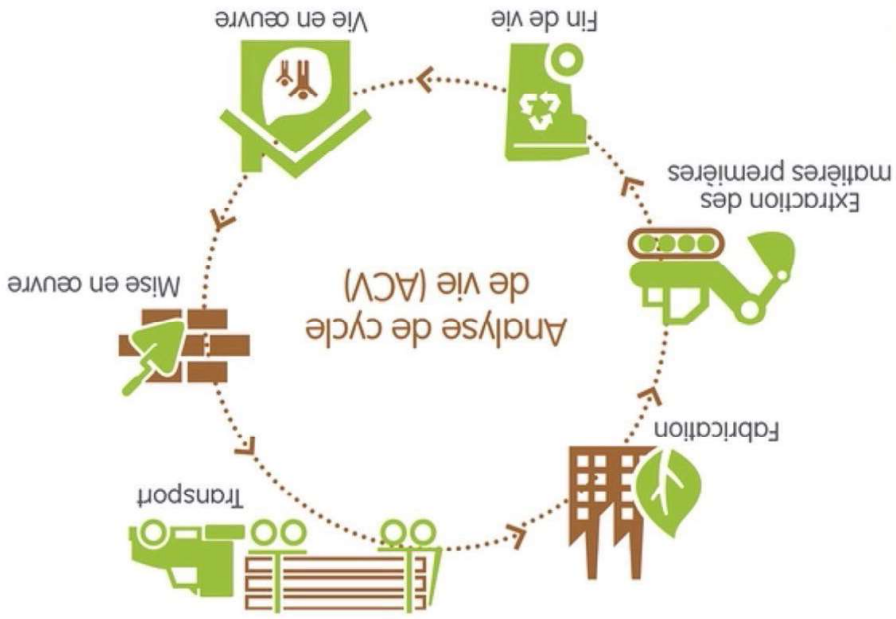 Analyse de cycle
de vie (ACV)
Extraction des
matières premières
Fabrication
Transport
Mise en œuvre
Vie en œuvre
Fin de vie